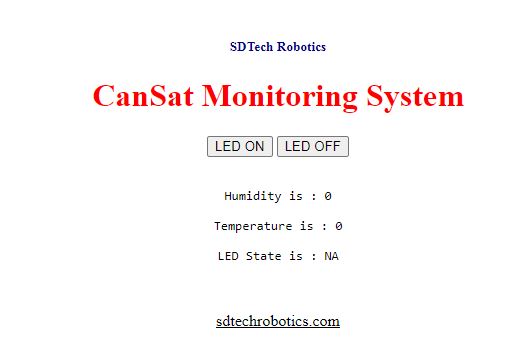 SDTech Robotics
CanSat Monitoring System
LED ON LED OFF
Humidity is : 0
Temperature is : 0
LED State is : NA
sdtechrobotics.com